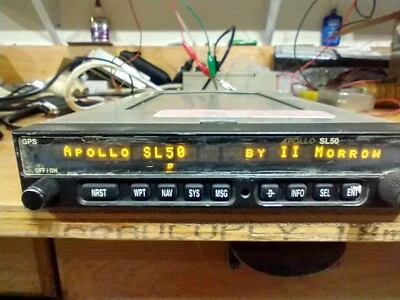 GPS
APOLLO SL50
APOLLO SL50 BY II MORROW
OFF/ON
NRST WPT NAV SYS MSG D INFO SEL ENT